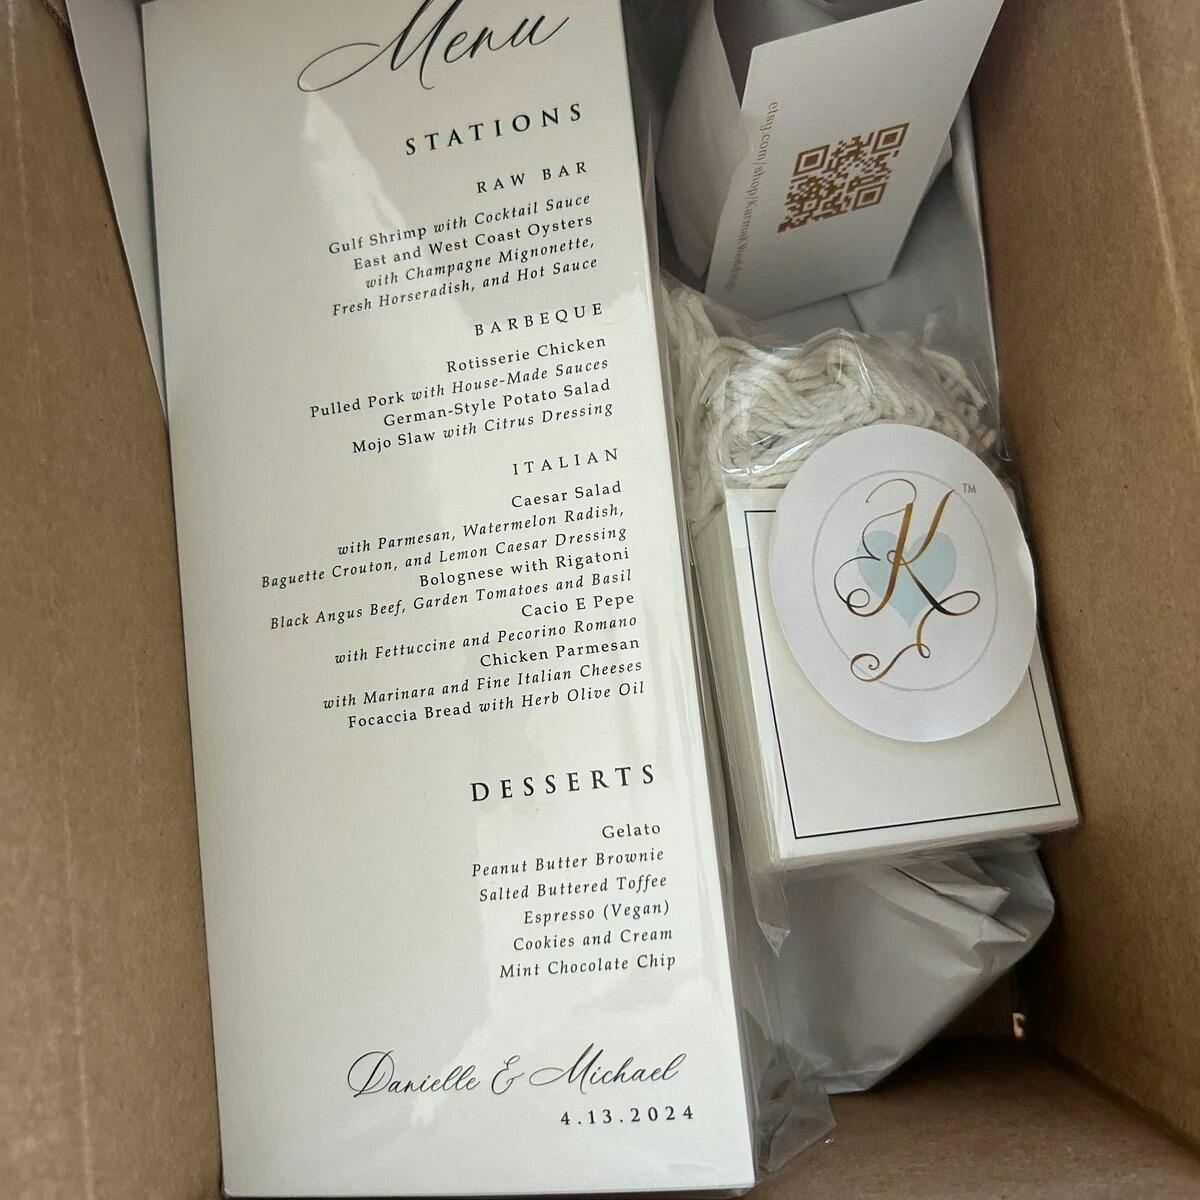 Menu
STATIONS
RAW BAR
Gulf Shrimp with Cocktail Sauce
East and West Coast Oysters
with Champagne Mignonette,
Fresh Horseradish, and Hot Sauce
BARBEQUE
Rotisserie Chicken
Pulled Pork with House-Made Sauces
German-Style Potato Salad
Mojo Slaw with Citrus Dressing
ITALIAN
Caesar Salad
with Parmesan, Watermelon Radish,
Baguette Crouton, and Lemon Caesar Dressing
Bolognese with Rigatoni
Black Angus Beef, Garden Tomatoes and Basil
Cacio E Pepe
with Fettuccine and Pecorino Romano
Chicken Parmesan
with Marinara and Fine Italian Cheeses
Focaccia Bread with Herb Olive Oil
DESSERTS
Gelato
Peanut Butter Brownie
Salted Buttered Toffee
Espresso (Vegan)
Cookies and Cream
Mint Chocolate Chip
Danielle & Michael
4.13.2024
K
TM